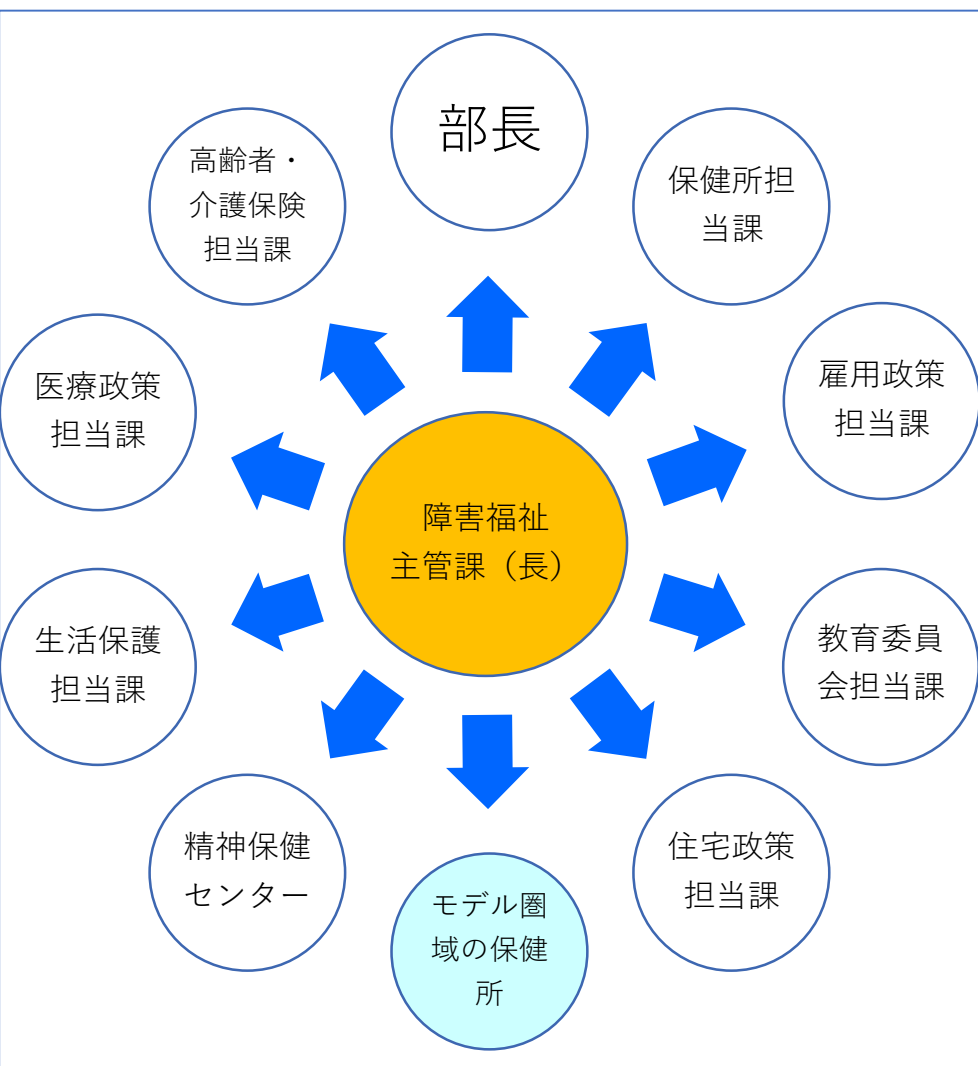 部長
保健所担
当課
雇用政策
担当課
教育委員
会担当課
住宅政策
担当課
モデル圏
域の保健
所
精神保健
センター
生活保護
担当課
医療政策
担当課
高齢者・
介護保険
担当課
障害福祉
主管課（長）